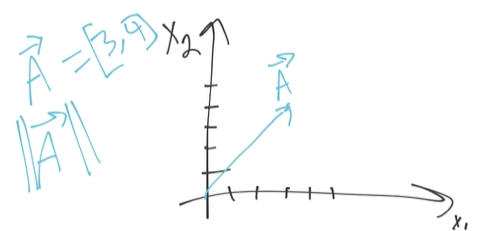 A⃗ = [3,4]
‖A⃗‖
X₂
A⃗
x₁